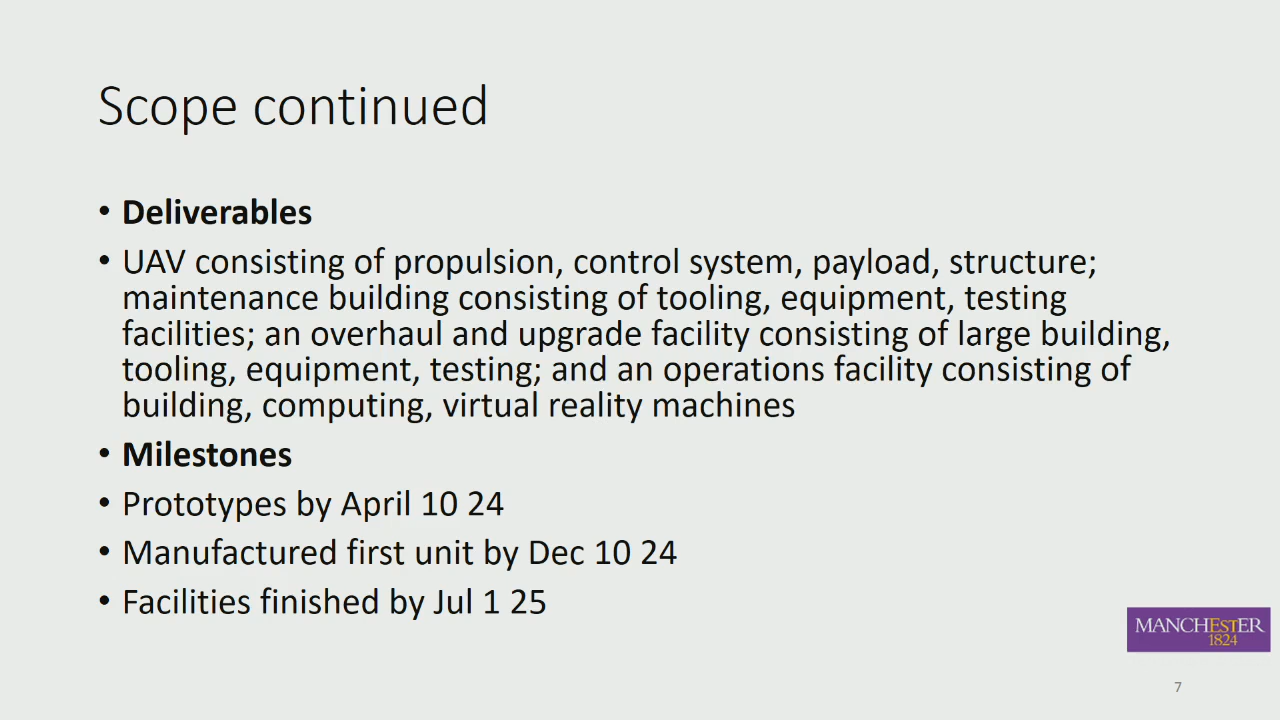 Scope continued
• Deliverables
• UAV consisting of propulsion, control system, payload, structure;
maintenance building consisting of tooling, equipment, testing
facilities; an overhaul and upgrade facility consisting of large building,
tooling, equipment, testing; and an operations facility consisting of
building, computing, virtual reality machines
• Milestones
• Prototypes by April 10 24
• Manufactured first unit by Dec 10 24
• Facilities finished by Jul 1 25
MANCHESTER
1824
7